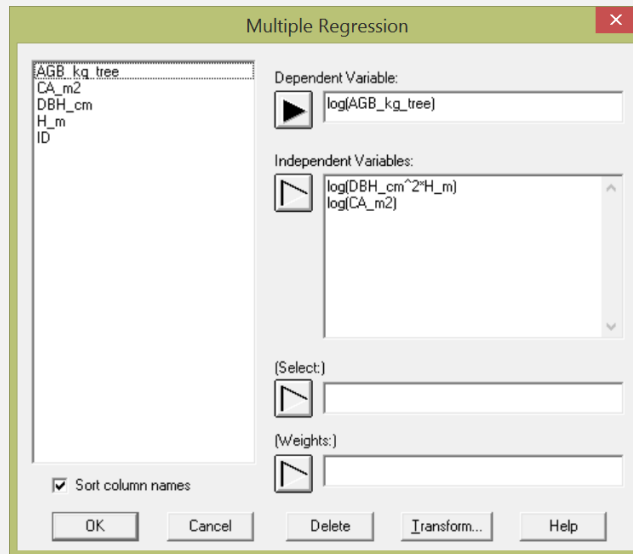 Multiple Regression
AGB_kg_tree
CA_m2
DBH_cm
H_m
ID
Sort column names
Dependent Variable:
log(AGB_kg_tree)
Independent Variables:
log(DBH_cm^2*H_m)
log(CA_m2)
(Select:)
(Weights:)
OK
Cancel
Delete
Transform...
Help